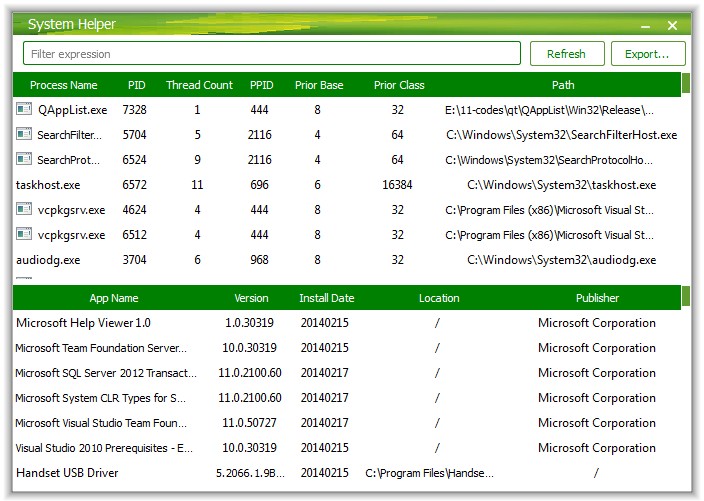 System Helper
Filter expression Refresh Export...
Process Name PID Thread Count PPID Prior Base Prior Class Path
QAppList.exe 7328 1 444 8 32 E:\11-codes\qt\QAppList\Win32\Release\...
SearchFilter... 5704 5 2116 4 64 C:\Windows\System32\SearchFilterHost.exe
SearchProt... 6524 9 2116 4 64 C:\Windows\System32\SearchProtocolHo...
taskhost.exe 6572 11 696 6 16384 C:\Windows\System32\taskhost.exe
vcpkgsrv.exe 4624 4 444 8 32 C:\Program Files (x86)\Microsoft Visual St...
vcpkgsrv.exe 6512 4 444 8 32 C:\Program Files (x86)\Microsoft Visual St...
audiodg.exe 3704 6 968 8 32 C:\Windows\System32\audiodg.exe
App Name Version Install Date Location Publisher
Microsoft Help Viewer 1.0 1.0.30319 20140215 / Microsoft Corporation
Microsoft Team Foundation Server... 10.0.30319 20140215 / Microsoft Corporation
Microsoft SQL Server 2012 Transact... 11.0.2100.60 20140217 / Microsoft Corporation
Microsoft System CLR Types for S... 11.0.2100.60 20140217 / Microsoft Corporation
Microsoft Visual Studio Team Foun... 11.0.50727 20140217 / Microsoft Corporation
Visual Studio 2010 Prerequisites - E... 10.0.30319 20140215 / Microsoft Corporation
Handset USB Driver 5.2066.1.9B... 20140215 C:\Program Files\Handse... /